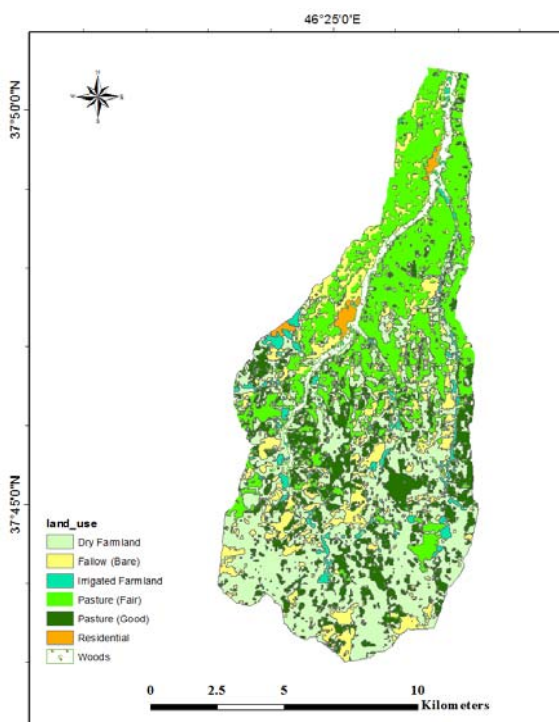 46°25'0"E
37°50'0"N
37°45'0"N
land_use
Dry Farmland
Fallow (Bare)
Irrigated Farmland
Pasture (Fair)
Pasture (Good)
Residential
Woods
0 2.5 5 10
Kilometers